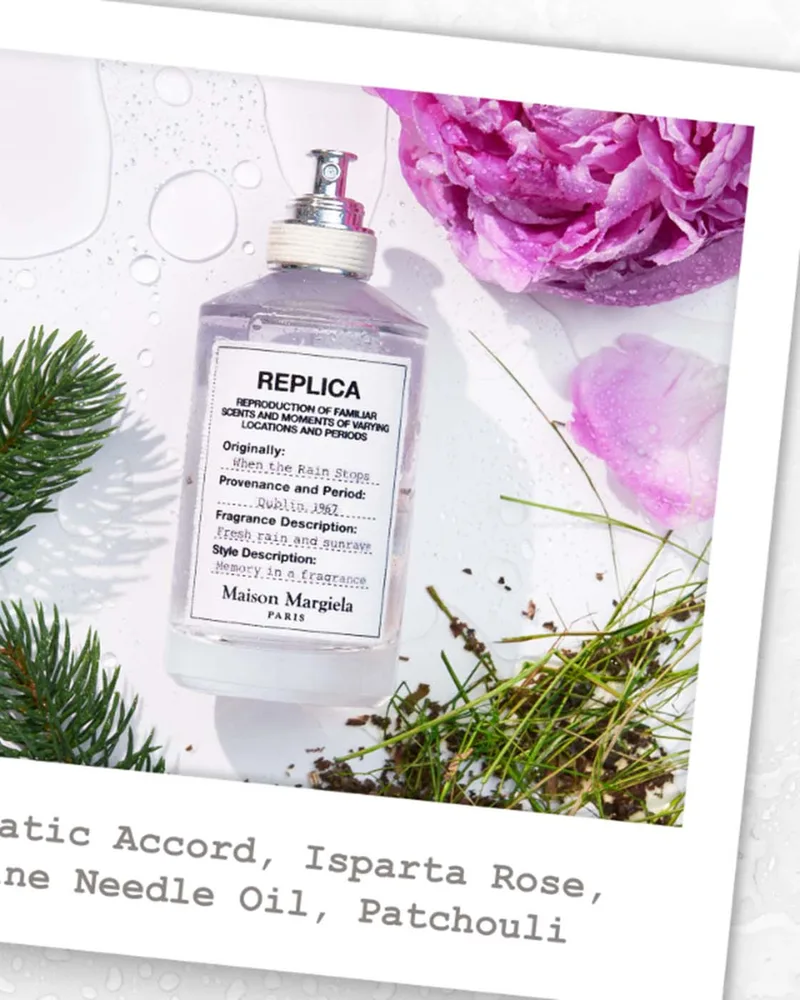 REPLICA
REPRODUCTION OF FAMILIAR
SCENTS AND MOMENTS OF VARYING
LOCATIONS AND PERIODS
Originally:
When the Rain Stops
Provenance and Period:
Dublin, 1967
Fragrance Description:
Fresh rain and sunrays
Style Description:
Memory in a fragrance
Maison Margiela
PARIS
atic Accord, Isparta Rose,
ine Needle Oil, Patchouli